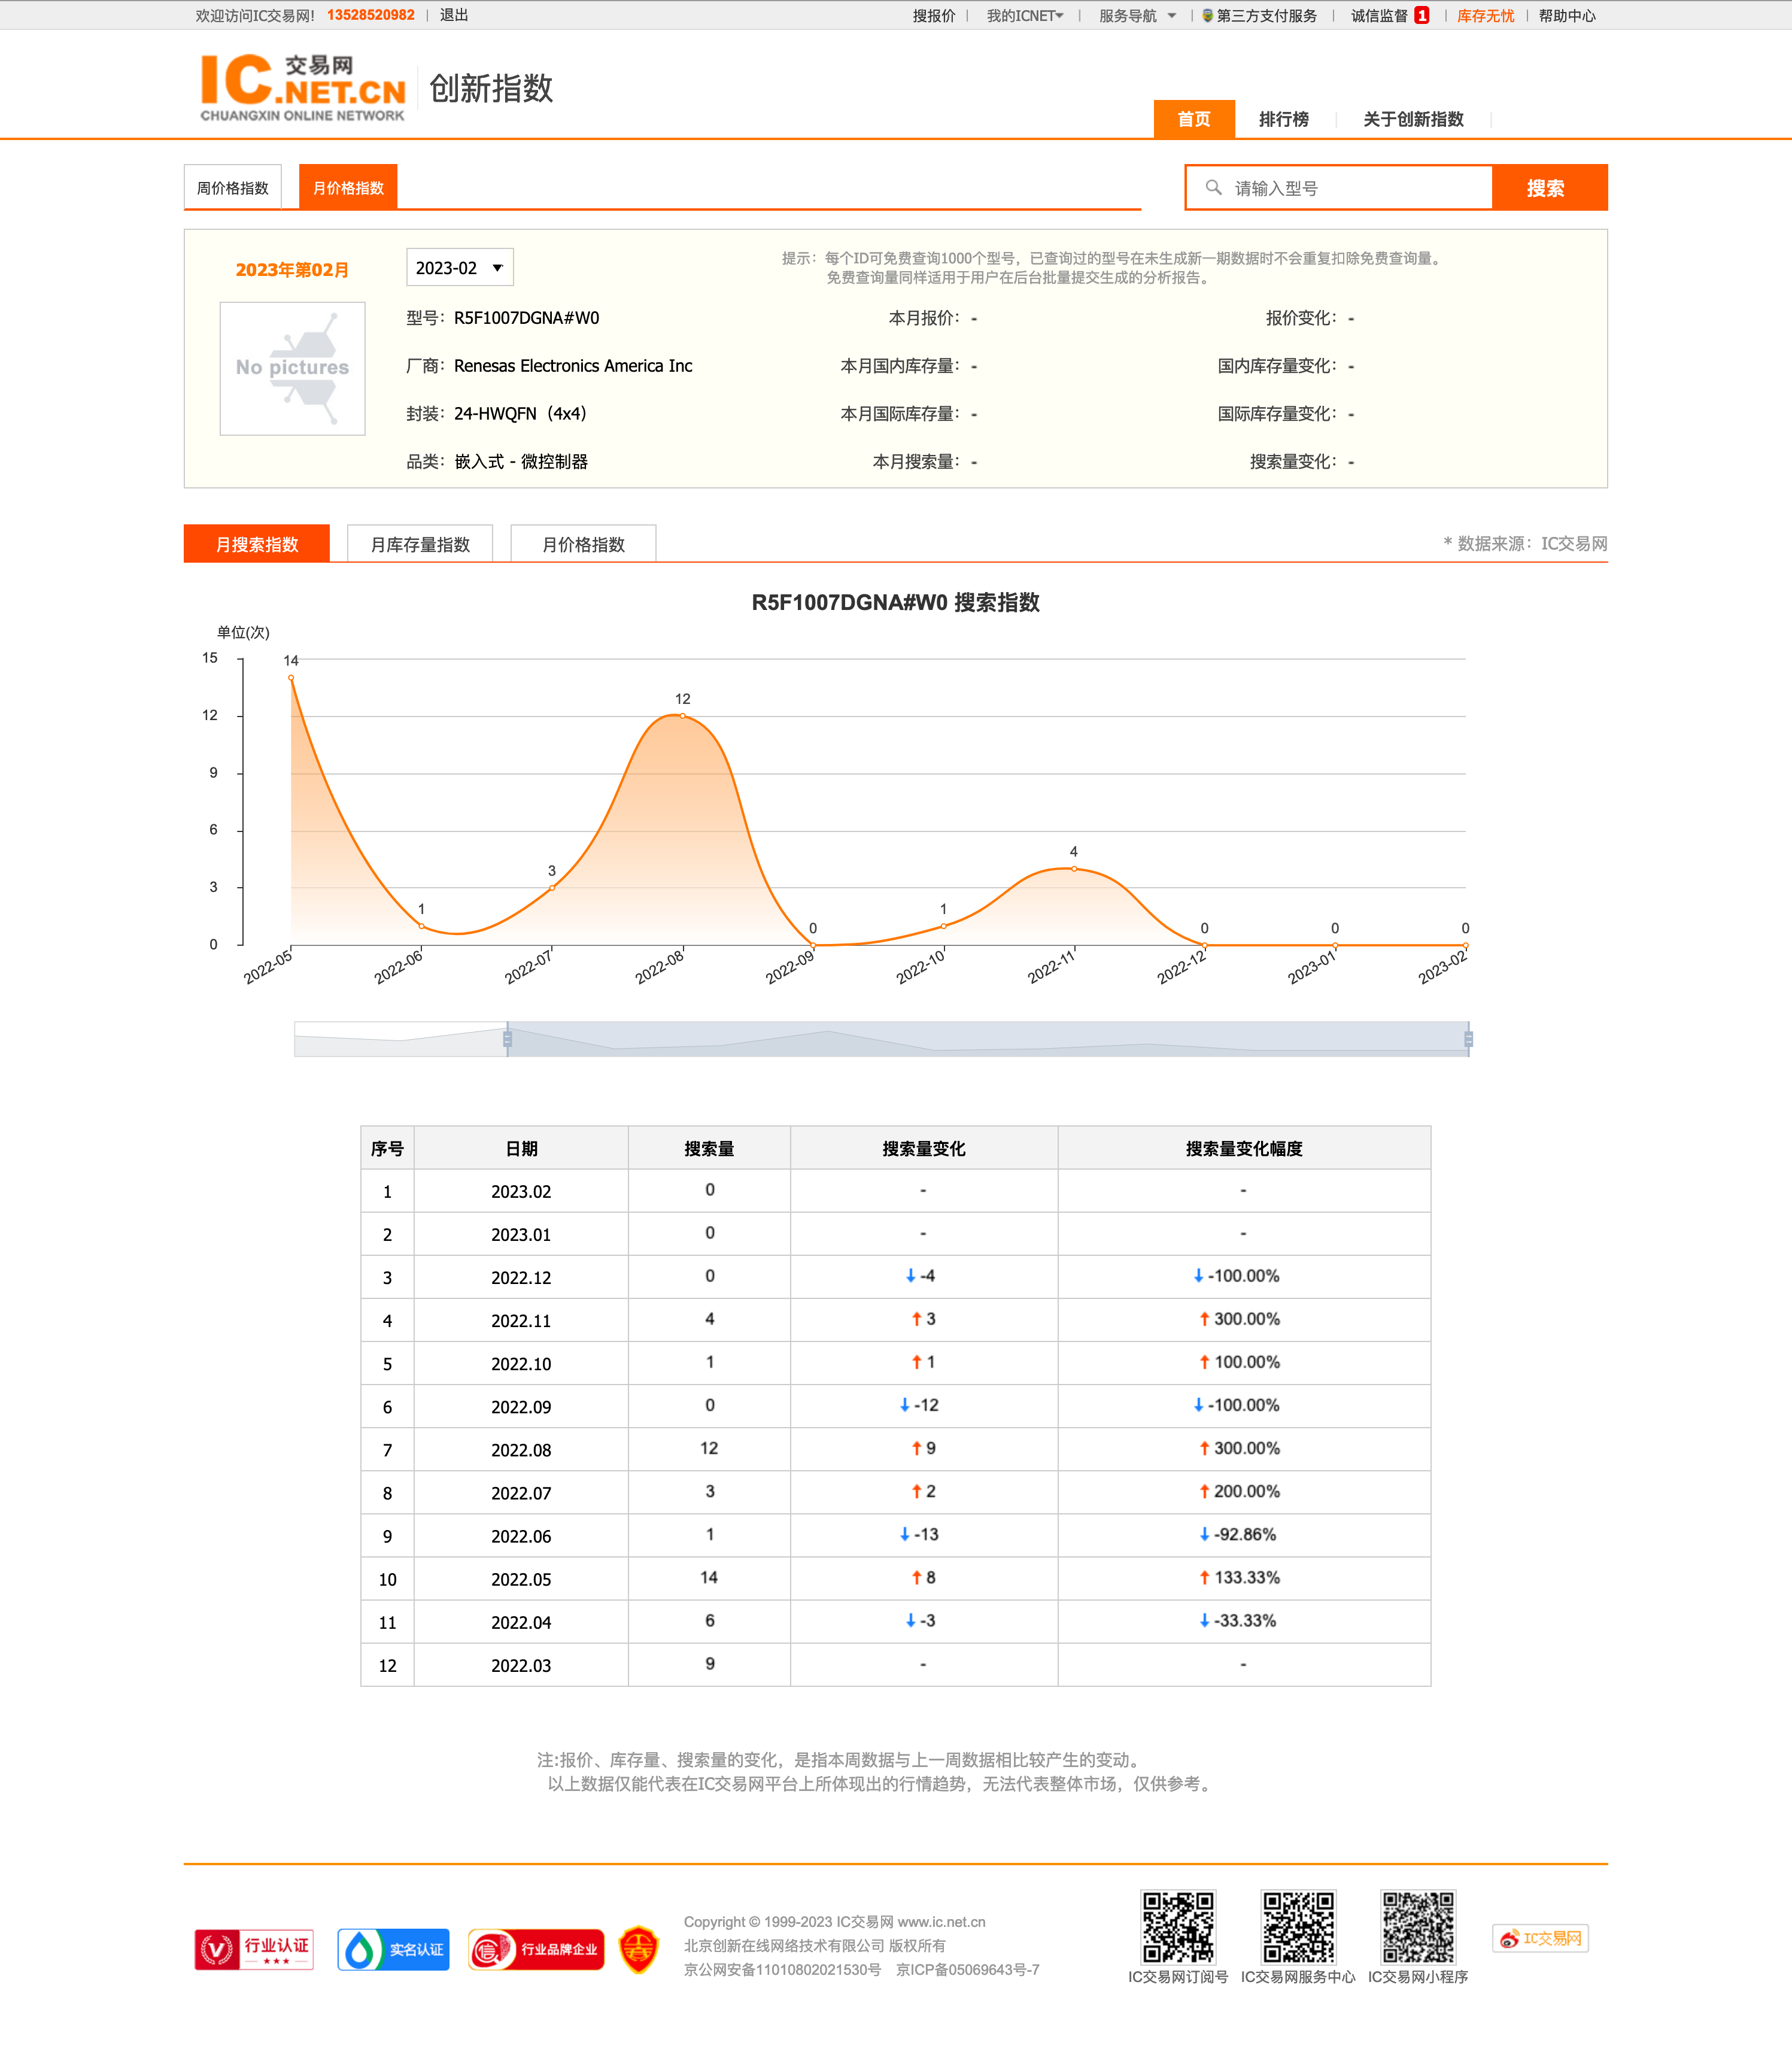 欢迎访问IC交易网! 13528520982 | 退出 搜报价 | 我的ICNET | 服务导航 | 第三方支付服务 | 诚信监督 1 | 库存无忧 | 帮助中心
IC.NET.CN 交易网 CHUANGXIN ONLINE NETWORK 创新指数
首页 排行榜 关于创新指数
周价格指数 月价格指数 请输入型号 搜索
2023年第02月 2023-02 提示：每个ID可免费查询1000个型号，已查询过的型号在未生成新一期数据时不会重复扣除免费查询量。
免费查询量同样适用于用户在后台批量提交生成的分析报告。
No pictures
型号：R5F1007DGNA#W0 本月报价：- 报价变化：-
厂商：Renesas Electronics America Inc 本月国内库存量：- 国内库存量变化：-
封装：24-HWQFN（4x4） 本月国际库存量：- 国际库存量变化：-
品类：嵌入式 - 微控制器 本月搜索量：- 搜索量变化：-
月搜索指数 月库存量指数 月价格指数 * 数据来源：IC交易网
R5F1007DGNA#W0 搜索指数
单位(次)
15
12
9
6
3
0
14 1 3 12 0 1 4 0 0 0
2022-05 2022-06 2022-07 2022-08 2022-09 2022-10 2022-11 2022-12 2023-01 2023-02
序号 日期 搜索量 搜索量变化 搜索量变化幅度
1 2023.02 0 - -
2 2023.01 0 - -
3 2022.12 0 ↓-4 ↓-100.00%
4 2022.11 4 ↑3 ↑300.00%
5 2022.10 1 ↑1 ↑100.00%
6 2022.09 0 ↓-12 ↓-100.00%
7 2022.08 12 ↑9 ↑300.00%
8 2022.07 3 ↑2 ↑200.00%
9 2022.06 1 ↓-13 ↓-92.86%
10 2022.05 14 ↑8 ↑133.33%
11 2022.04 6 ↓-3 ↓-33.33%
12 2022.03 9 - -
注:报价、库存量、搜索量的变化，是指本周数据与上一周数据相比较产生的变动。
以上数据仅能代表在IC交易网平台上所体现出的行情趋势，无法代表整体市场，仅供参考。
行业认证 实名认证 信 行业品牌企业
Copyright © 1999-2023 IC交易网 www.ic.net.cn
北京创新在线网络技术有限公司 版权所有
京公网安备11010802021530号 京ICP备05069643号-7
IC交易网订阅号 IC交易网服务中心 IC交易网小程序
IC交易网